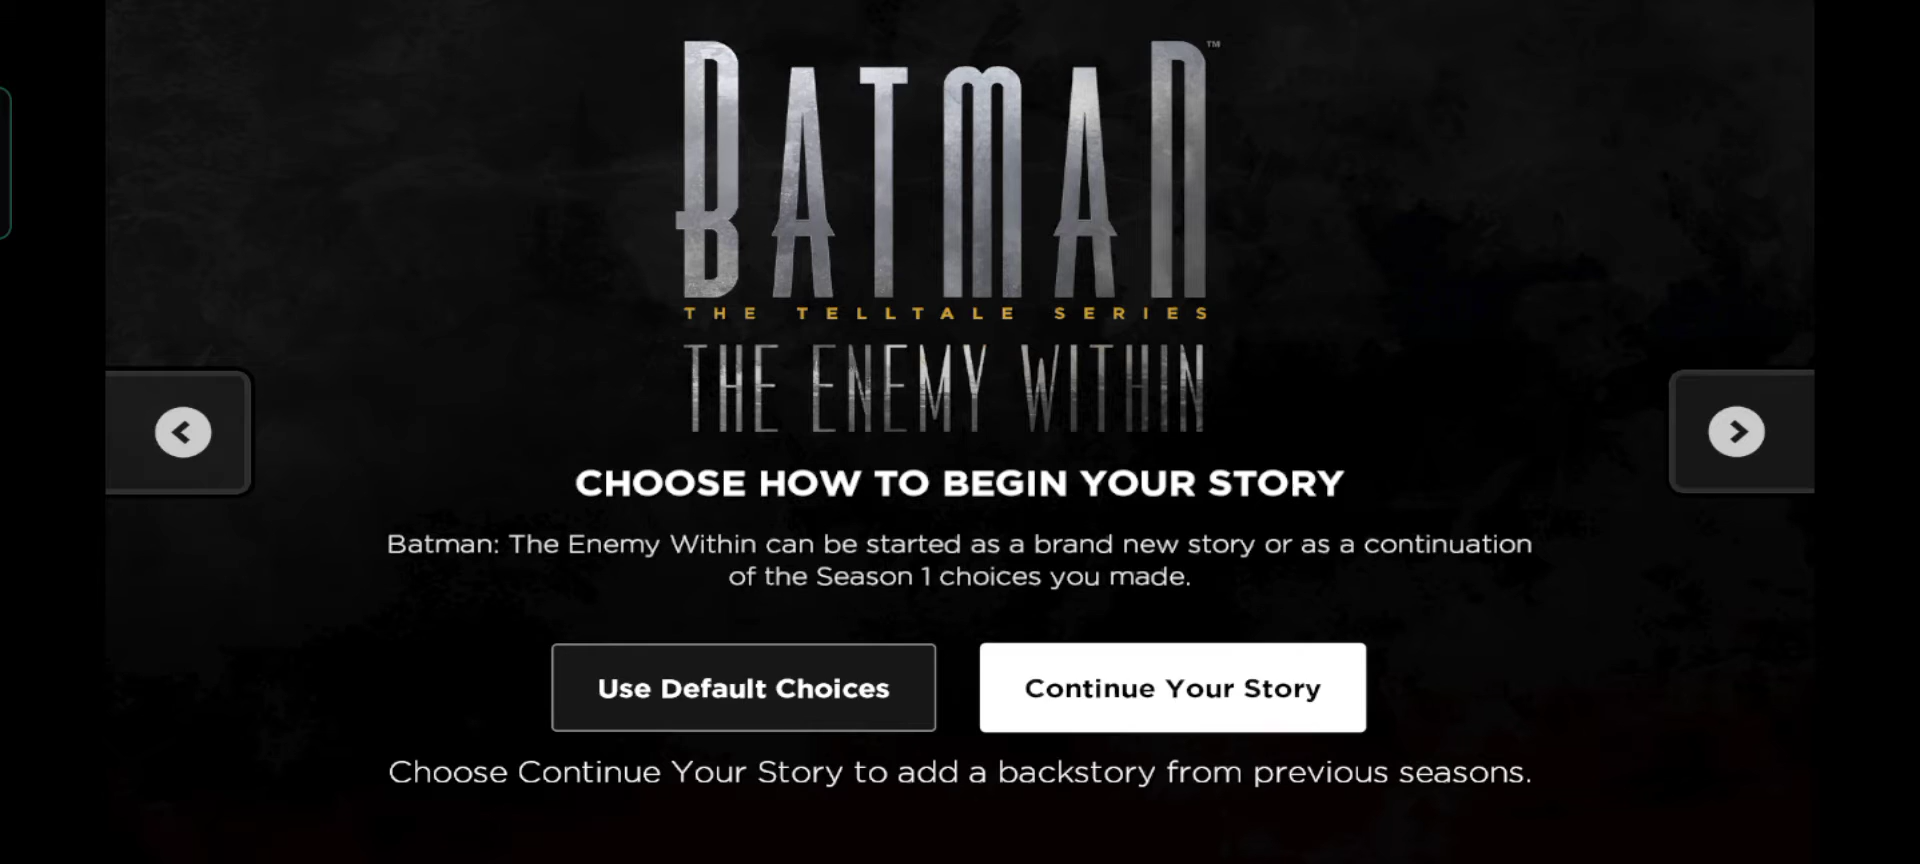 BATMAN™
THE TELLTALE SERIES
THE ENEMY WITHIN
CHOOSE HOW TO BEGIN YOUR STORY
Batman: The Enemy Within can be started as a brand new story or as a continuation
of the Season 1 choices you made.
Use Default Choices
Continue Your Story
Choose Continue Your Story to add a backstory from previous seasons.